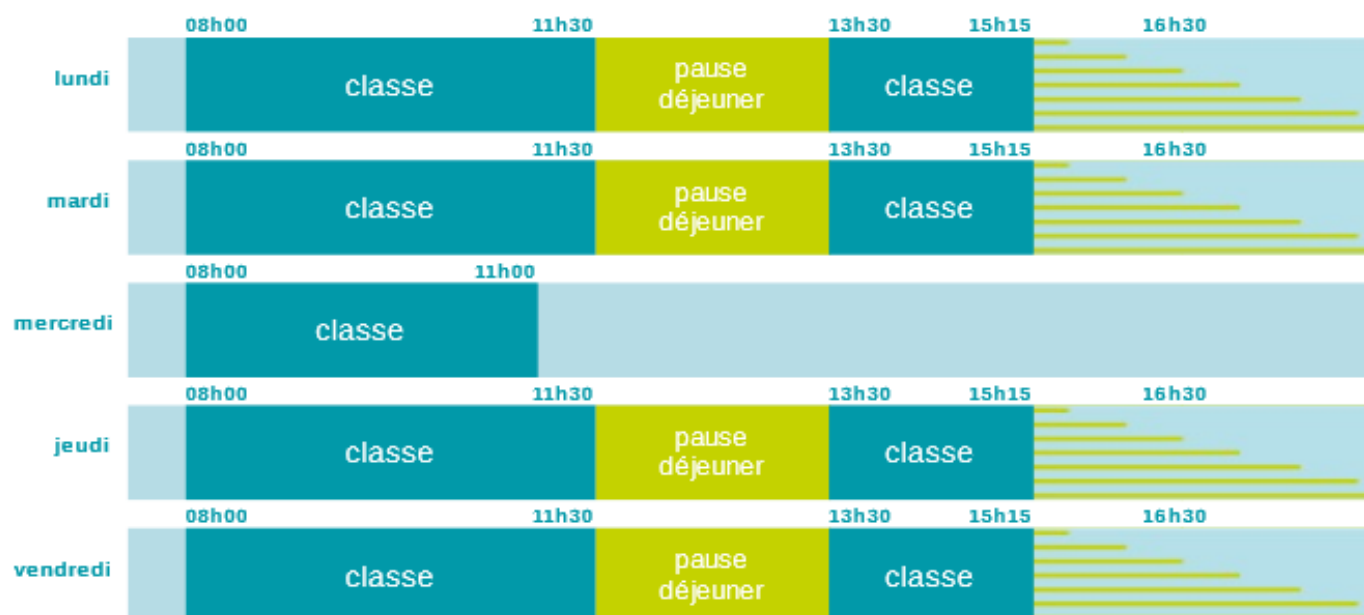 08h00 11h30 13h30 15h15 16h30
lundi classe pause déjeuner classe
08h00 11h30 13h30 15h15 16h30
mardi classe pause déjeuner classe
08h00 11h00
mercredi classe
08h00 11h30 13h30 15h15 16h30
jeudi classe pause déjeuner classe
08h00 11h30 13h30 15h15 16h30
vendredi classe pause déjeuner classe